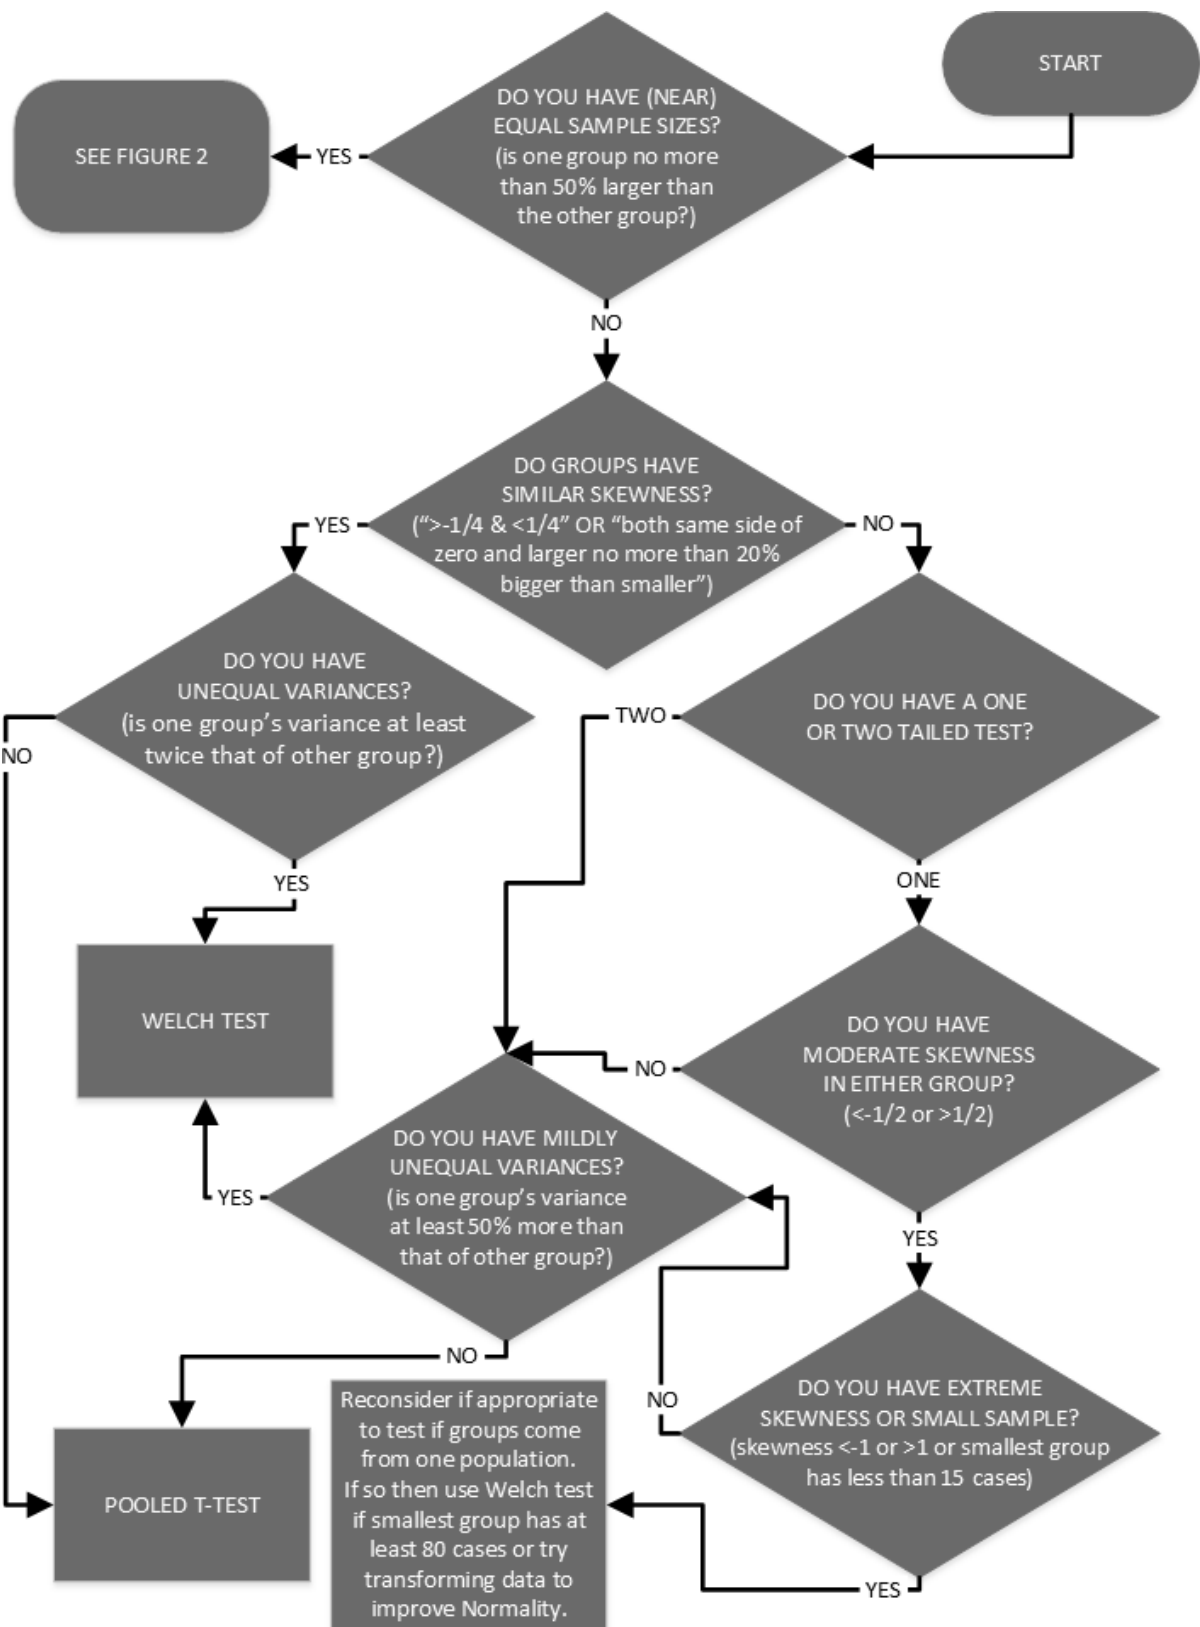 START
DO YOU HAVE (NEAR)
EQUAL SAMPLE SIZES?
(is one group no more
than 50% larger than
the other group?)
YES
SEE FIGURE 2
NO
DO GROUPS HAVE
SIMILAR SKEWNESS?
(“>-1/4 & <1/4” OR “both same side of
zero and larger no more than 20%
bigger than smaller”)
YES
NO
DO YOU HAVE
UNEQUAL VARIANCES?
(is one group’s variance at least
twice that of other group?)
NO
YES
DO YOU HAVE A ONE
OR TWO TAILED TEST?
TWO
ONE
WELCH TEST
DO YOU HAVE
MODERATE SKEWNESS
IN EITHER GROUP?
(<-1/2 or >1/2)
NO
YES
DO YOU HAVE MILDLY
UNEQUAL VARIANCES?
(is one group’s variance
at least 50% more than
that of other group?)
YES
NO
DO YOU HAVE EXTREME
SKEWNESS OR SMALL SAMPLE?
(skewness <-1 or >1 or smallest group
has less than 15 cases)
NO
YES
POOLED T-TEST
Reconsider if appropriate
to test if groups come
from one population.
If so then use Welch test
if smallest group has at
least 80 cases or try
transforming data to
improve Normality.